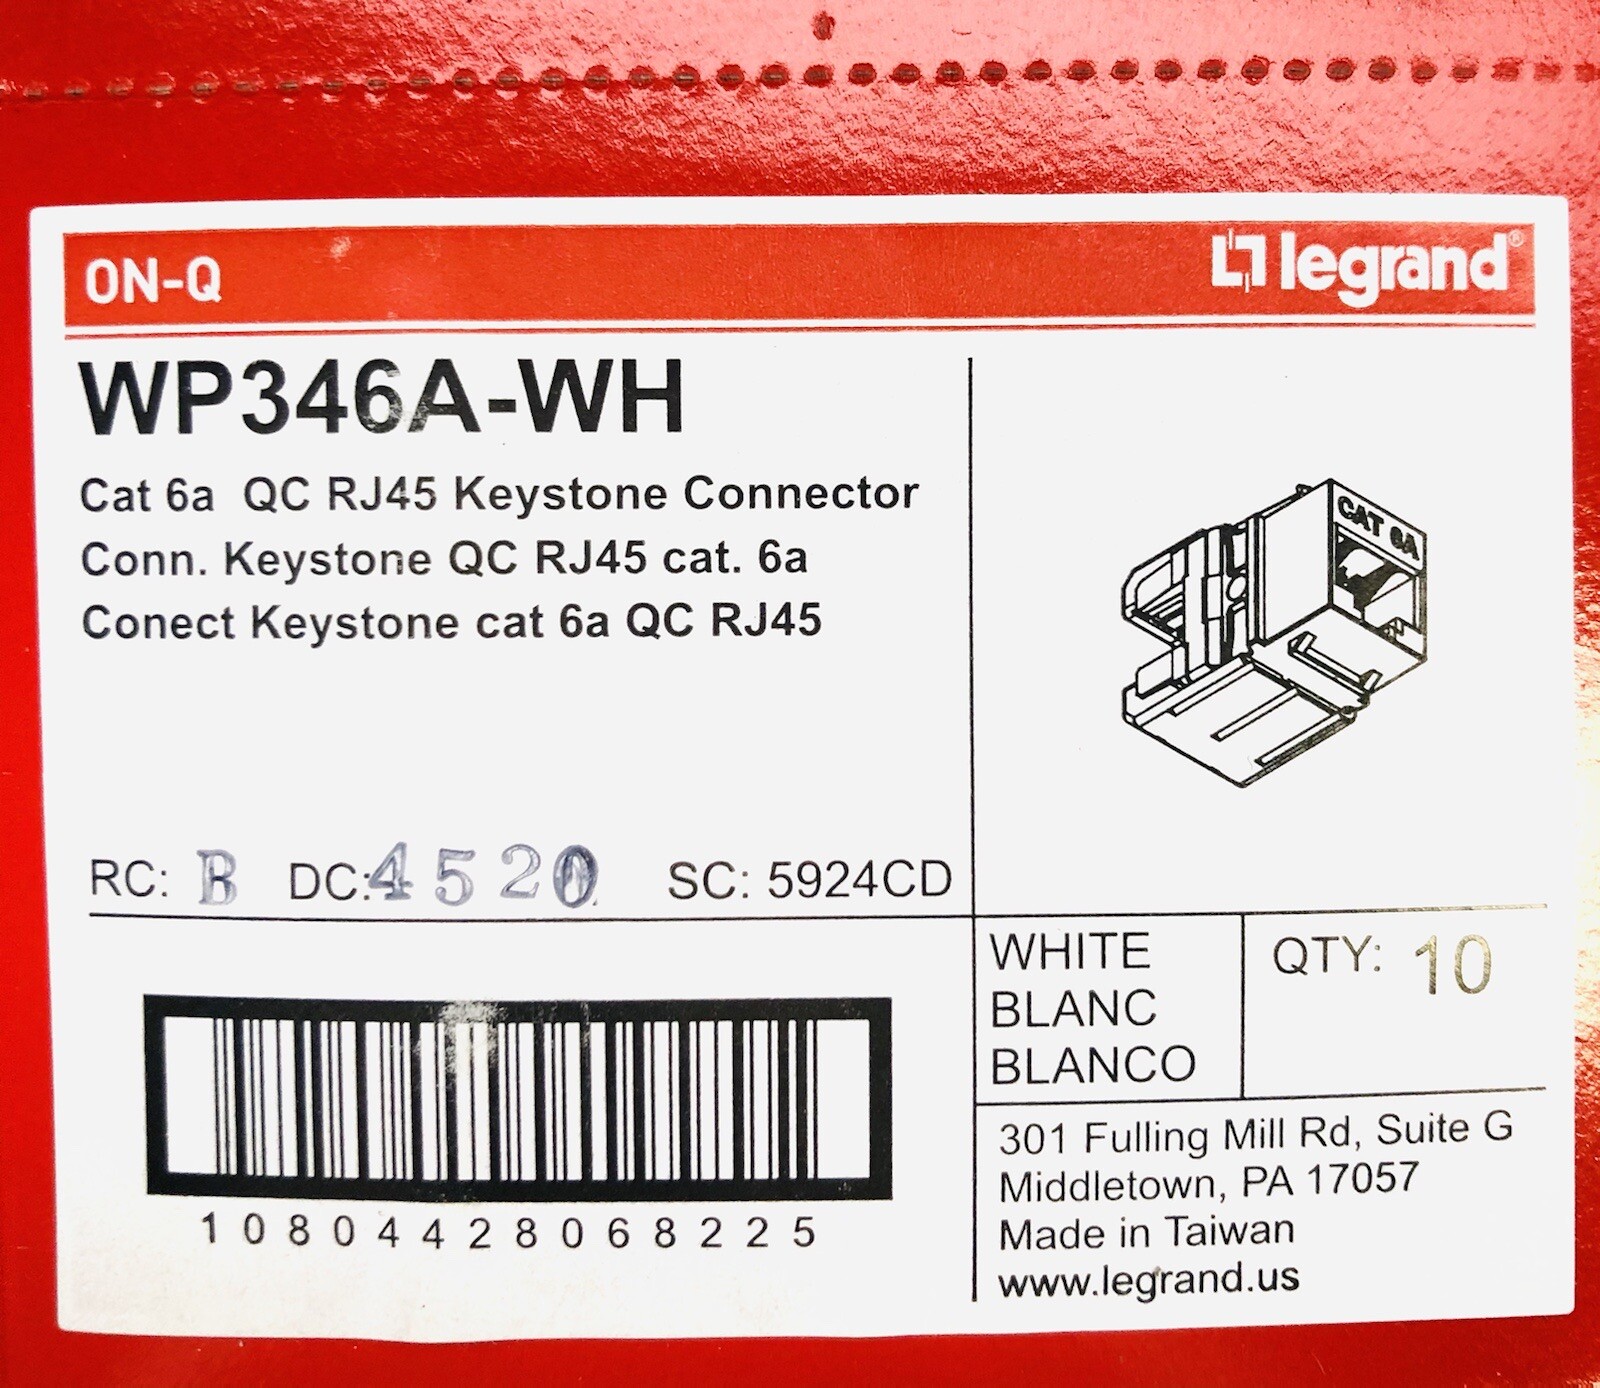 ON-Q
legrand®
WP346A-WH
Cat 6a QC RJ45 Keystone Connector
Conn. Keystone QC RJ45 cat. 6a
Conect Keystone cat 6a QC RJ45
CAT 6A
RC: B DC:4520 SC: 5924CD
WHITE
BLANC
BLANCO
QTY: 10
10804428068225
301 Fulling Mill Rd, Suite G
Middletown, PA 17057
Made in Taiwan
www.legrand.us